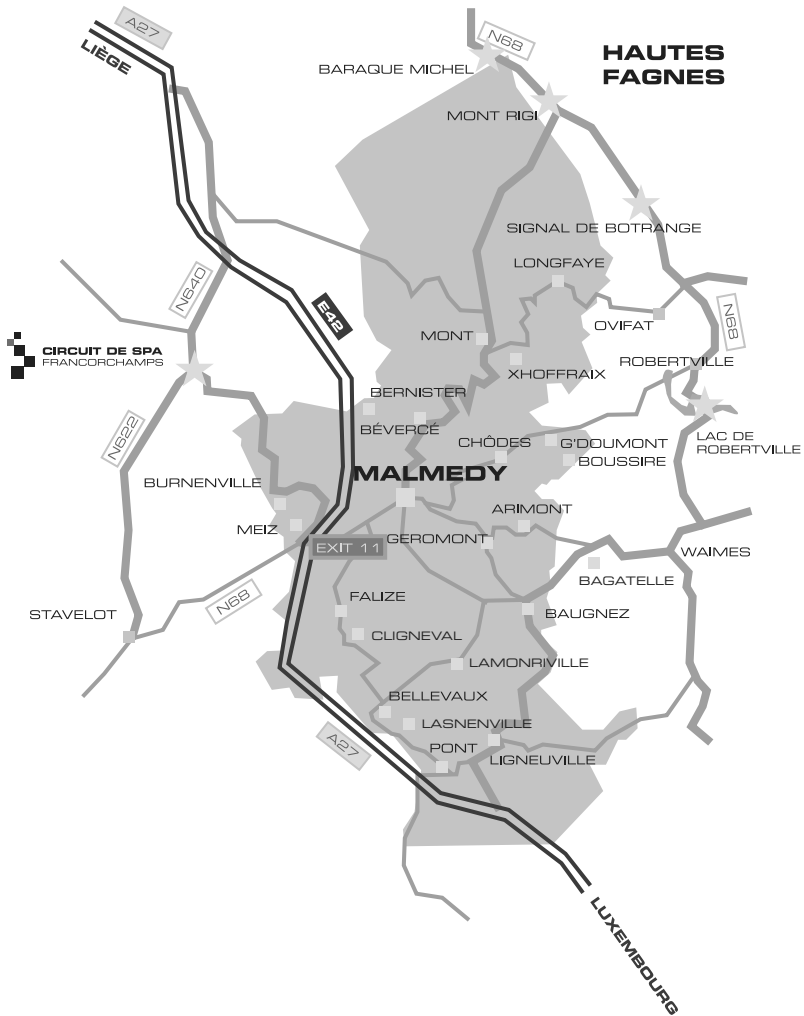 A27
LIÈGE
N68
HAUTES
FAGNES
BARAQUE MICHEL
MONT RIGI
SIGNAL DE BOTRANGE
LONGFAYE
N640
E42
OVIFAT
N68
MONT
CIRCUIT DE SPA
FRANCORCHAMPS
XHOFFRAIX
ROBERTVILLE
BERNISTER
BÉVERCÉ
N622
CHÔDES
G'DOUMONT
LAC DE
ROBERTVILLE
BOUSSIRE
MALMEDY
BURNENVILLE
ARIMONT
MEIZ
GEROMONT
EXIT 11
WAIMES
BAGATELLE
N68
FALIZE
STAVELOT
BAUGNEZ
CLIGNEVAL
LAMONRIVILLE
BELLEVAUX
LASNENVILLE
A27
PONT
LIGNEUVILLE
LUXEMBOURG